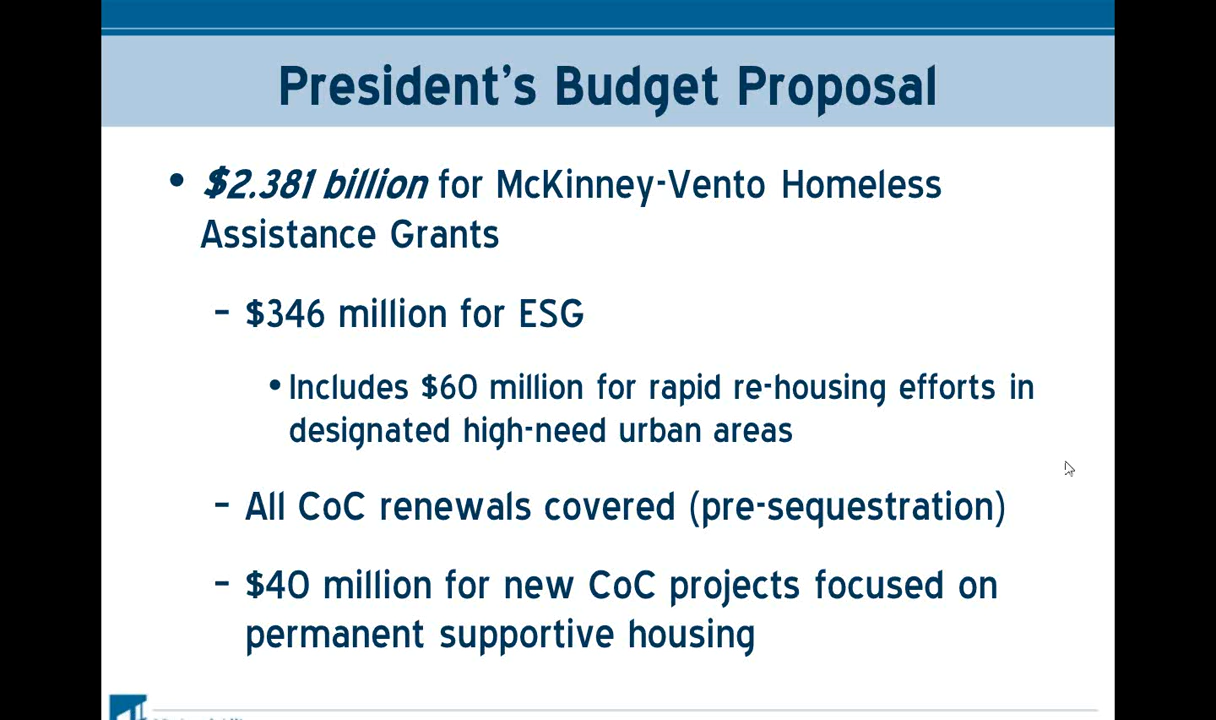 President's Budget Proposal
• $2.381 billion for McKinney-Vento Homeless
Assistance Grants
– $346 million for ESG
• Includes $60 million for rapid re-housing efforts in
designated high-need urban areas
– All CoC renewals covered (pre-sequestration)
– $40 million for new CoC projects focused on
permanent supportive housing